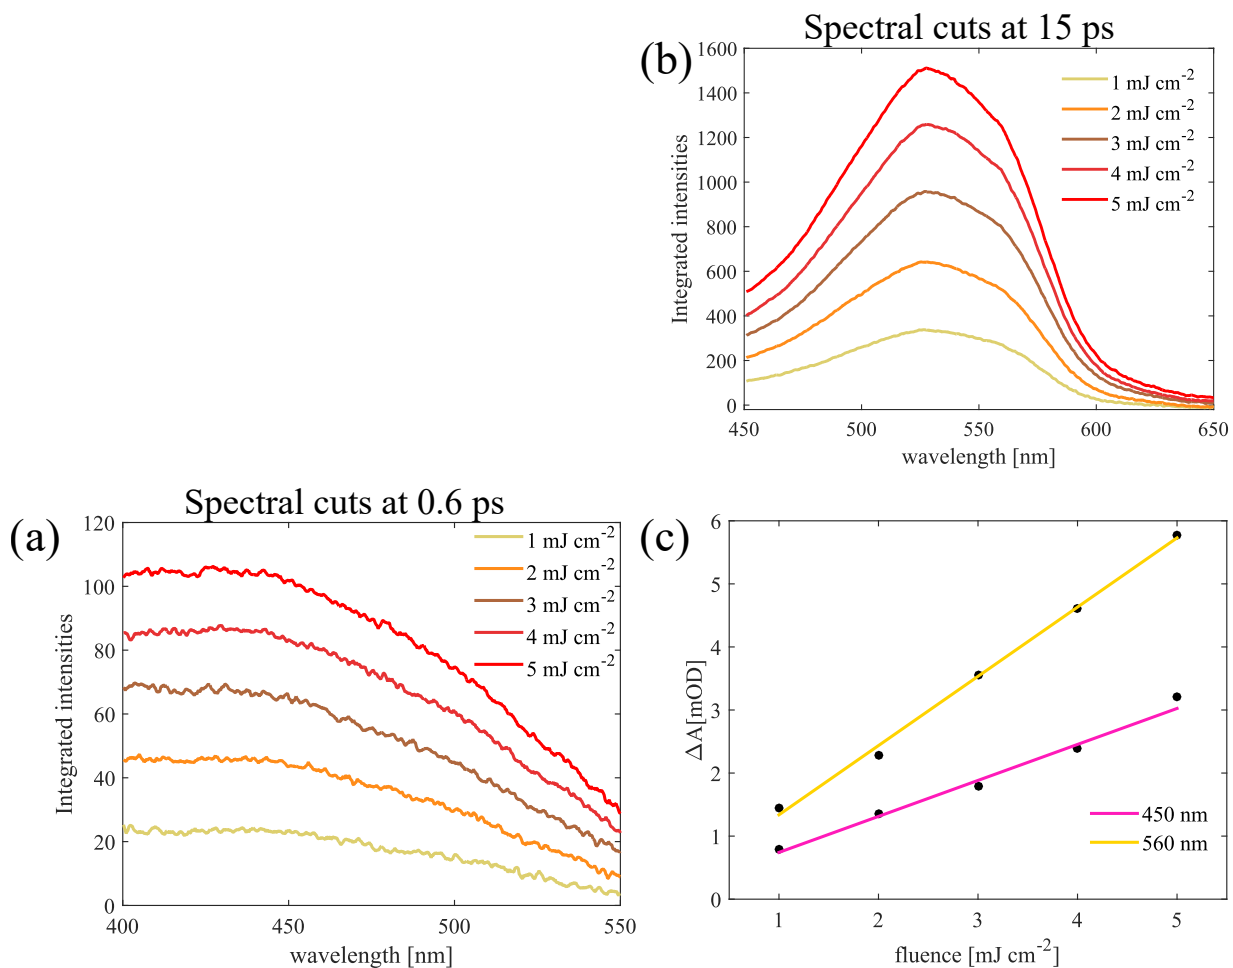 Spectral cuts at 15 ps
(b)
1600
1400
1200
1000
800
600
400
200
0
Integrated intensities
1 mJ cm-2
2 mJ cm-2
3 mJ cm-2
4 mJ cm-2
5 mJ cm-2
450 500 550 600 650
wavelength [nm]
Spectral cuts at 0.6 ps
(a)
120
100
80
60
40
20
0
Integrated intensities
1 mJ cm-2
2 mJ cm-2
3 mJ cm-2
4 mJ cm-2
5 mJ cm-2
400 450 500 550
wavelength [nm]
(c)
6
5
4
3
2
1
0
ΔA[mOD]
450 nm
560 nm
1 2 3 4 5
fluence [mJ cm-2]